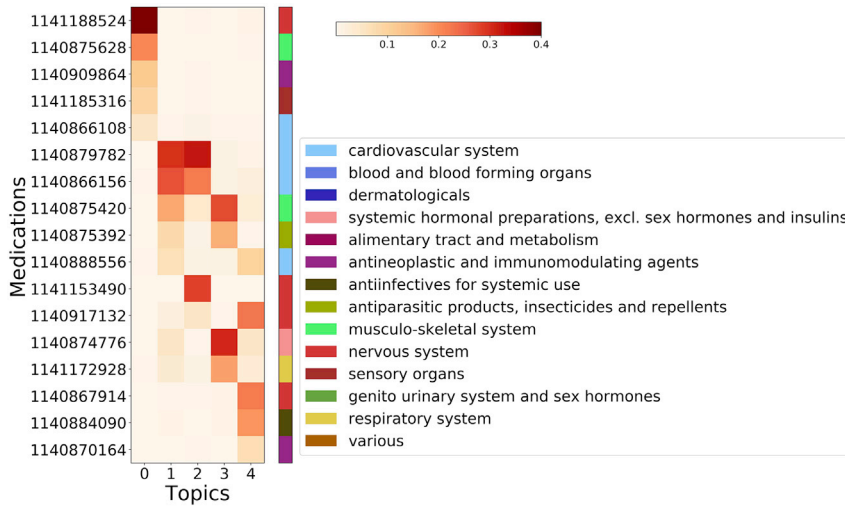 1141188524
1140875628
1140909864
1141185316
1140866108
1140879782
1140866156
1140875420
1140875392
1140888556
1141153490
1140917132
1140874776
1141172928
1140867914
1140884090
1140870164
Medications
0 1 2 3 4
Topics
0.1 0.2 0.3 0.4
cardiovascular system
blood and blood forming organs
dermatologicals
systemic hormonal preparations, excl. sex hormones and insulins
alimentary tract and metabolism
antineoplastic and immunomodulating agents
antiinfectives for systemic use
antiparasitic products, insecticides and repellents
musculo-skeletal system
nervous system
sensory organs
genito urinary system and sex hormones
respiratory system
various